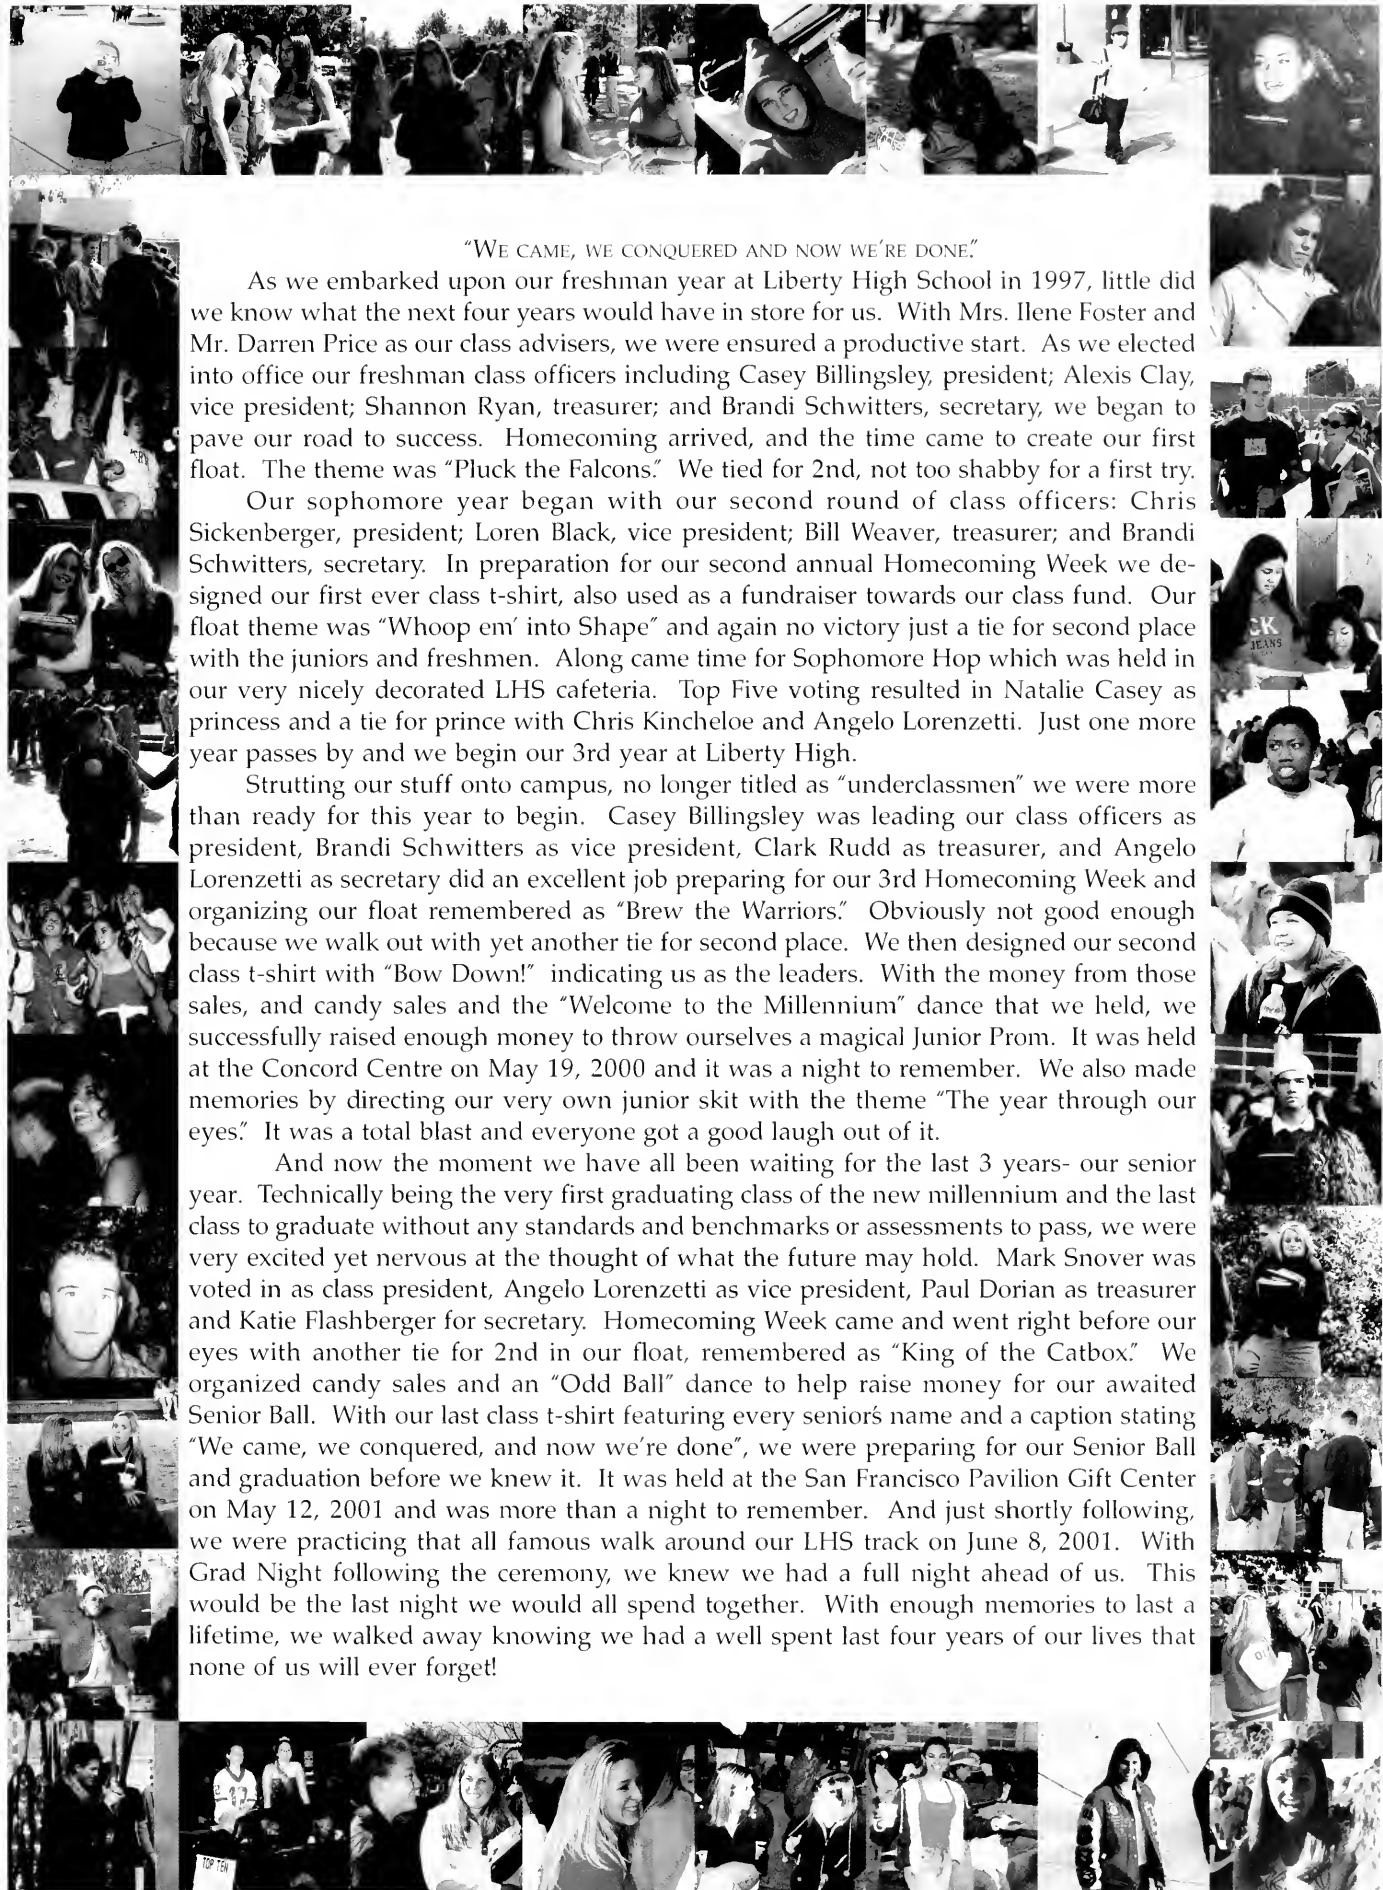 "WE CAME, WE CONQUERED AND NOW WE'RE DONE."
As we embarked upon our freshman year at Liberty High School in 1997, little did
we know what the next four years would have in store for us. With Mrs. Ilene Foster and
Mr. Darren Price as our class advisers, we were ensured a productive start. As we elected
into office our freshman class officers including Casey Billingsley, president; Alexis Clay,
vice president; Shannon Ryan, treasurer; and Brandi Schwitters, secretary, we began to
pave our road to success. Homecoming arrived, and the time came to create our first
float. The theme was "Pluck the Falcons." We tied for 2nd, not too shabby for a first try.
Our sophomore year began with our second round of class officers: Chris
Sickenberger, president; Loren Black, vice president; Bill Weaver, treasurer; and Brandi
Schwitters, secretary. In preparation for our second annual Homecoming Week we de-
signed our first ever class t-shirt, also used as a fundraiser towards our class fund. Our
float theme was "Whoop em' into Shape" and again no victory just a tie for second place
with the juniors and freshmen. Along came time for Sophomore Hop which was held in
our very nicely decorated LHS cafeteria. Top Five voting resulted in Natalie Casey as
princess and a tie for prince with Chris Kincheloe and Angelo Lorenzetti. Just one more
year passes by and we begin our 3rd year at Liberty High.
Strutting our stuff onto campus, no longer titled as "underclassmen" we were more
than ready for this year to begin. Casey Billingsley was leading our class officers as
president, Brandi Schwitters as vice president, Clark Rudd as treasurer, and Angelo
Lorenzetti as secretary did an excellent job preparing for our 3rd Homecoming Week and
organizing our float remembered as "Brew the Warriors." Obviously not good enough
because we walk out with yet another tie for second place. We then designed our second
class t-shirt with "Bow Down!" indicating us as the leaders. With the money from those
sales, and candy sales and the "Welcome to the Millennium" dance that we held, we
successfully raised enough money to throw ourselves a magical Junior Prom. It was held
at the Concord Centre on May 19, 2000 and it was a night to remember. We also made
memories by directing our very own junior skit with the theme "The year through our
eyes." It was a total blast and everyone got a good laugh out of it.
And now the moment we have all been waiting for the last 3 years- our senior
year. Technically being the very first graduating class of the new millennium and the last
class to graduate without any standards and benchmarks or assessments to pass, we were
very excited yet nervous at the thought of what the future may hold. Mark Snover was
voted in as class president, Angelo Lorenzetti as vice president, Paul Dorian as treasurer
and Katie Flashberger for secretary. Homecoming Week came and went right before our
eyes with another tie for 2nd in our float, remembered as "King of the Catbox." We
organized candy sales and an "Odd Ball" dance to help raise money for our awaited
Senior Ball. With our last class t-shirt featuring every senior's name and a caption stating
"We came, we conquered, and now we're done", we were preparing for our Senior Ball
and graduation before we knew it. It was held at the San Francisco Pavilion Gift Center
on May 12, 2001 and was more than a night to remember. And just shortly following,
we were practicing that all famous walk around our LHS track on June 8, 2001. With
Grad Night following the ceremony, we knew we had a full night ahead of us. This
would be the last night we would all spend together. With enough memories to last a
lifetime, we walked away knowing we had a well spent last four years of our lives that
none of us will ever forget!
CK
JEANS
TOP TEN